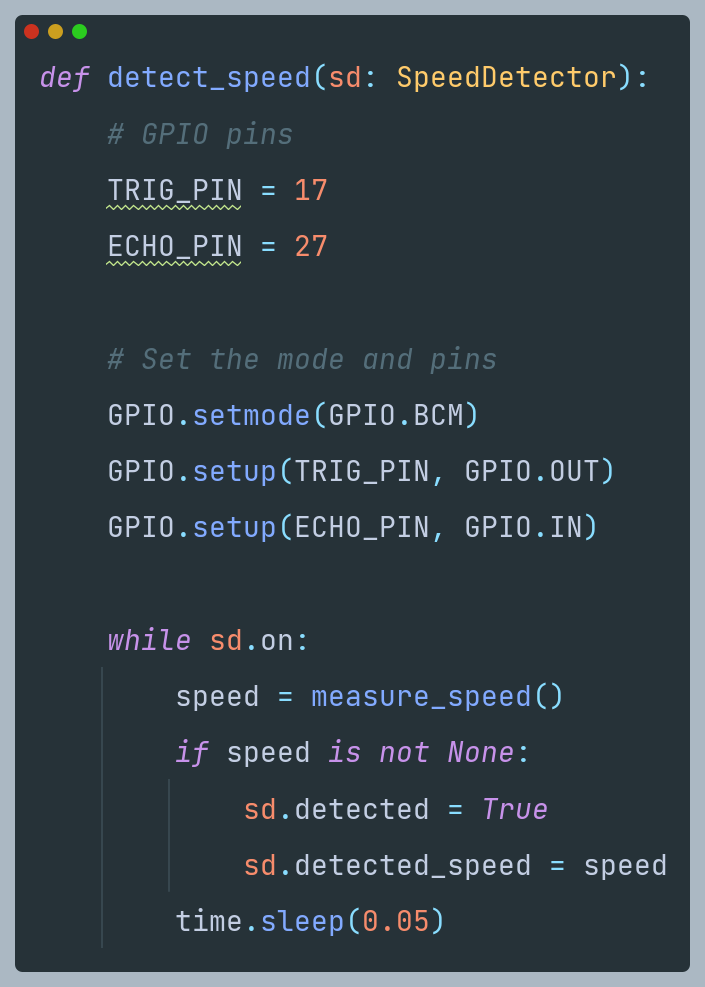 def detect_speed(sd: SpeedDetector):
    # GPIO pins
    TRIG_PIN = 17
    ECHO_PIN = 27

    # Set the mode and pins
    GPIO.setmode(GPIO.BCM)
    GPIO.setup(TRIG_PIN, GPIO.OUT)
    GPIO.setup(ECHO_PIN, GPIO.IN)

    while sd.on:
        speed = measure_speed()
        if speed is not None:
            sd.detected = True
            sd.detected_speed = speed
        time.sleep(0.05)